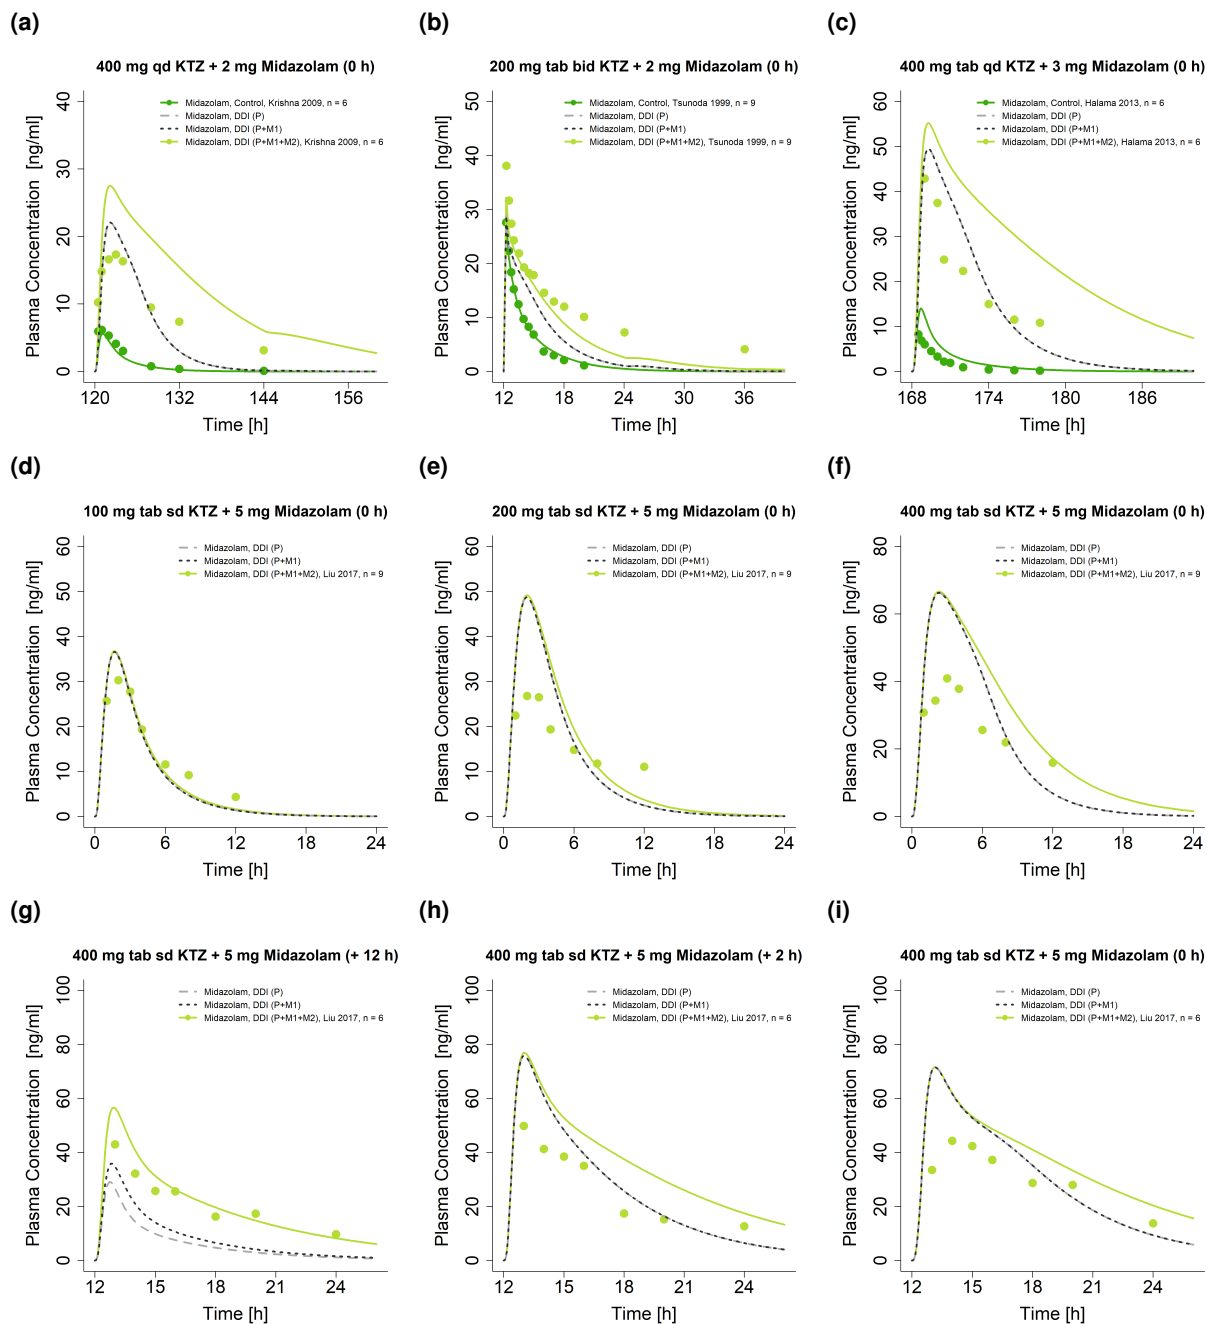 (a)
400 mg qd KTZ + 2 mg Midazolam (0 h)
Midazolam, Control, Krishna 2009, n = 6
Midazolam, DDI (P)
Midazolam, DDI (P+M1)
Midazolam, DDI (P+M1+M2), Krishna 2009, n = 6
Plasma Concentration [ng/ml]
40
30
20
10
0
120 132 144 156
Time [h]
(b)
200 mg tab bid KTZ + 2 mg Midazolam (0 h)
Midazolam, Control, Tsunoda 1999, n = 9
Midazolam, DDI (P)
Midazolam, DDI (P+M1)
Midazolam, DDI (P+M1+M2), Tsunoda 1999, n = 9
Plasma Concentration [ng/ml]
50
40
30
20
10
0
12 18 24 30 36
Time [h]
(c)
400 mg tab qd KTZ + 3 mg Midazolam (0 h)
Midazolam, Control, Halama 2013, n = 6
Midazolam, DDI (P)
Midazolam, DDI (P+M1)
Midazolam, DDI (P+M1+M2), Halama 2013, n = 6
Plasma Concentration [ng/ml]
60
50
40
30
20
10
0
168 174 180 186
Time [h]
(d)
100 mg tab sd KTZ + 5 mg Midazolam (0 h)
Midazolam, DDI (P)
Midazolam, DDI (P+M1)
Midazolam, DDI (P+M1+M2), Liu 2017, n = 9
Plasma Concentration [ng/ml]
60
50
40
30
20
10
0
0 6 12 18 24
Time [h]
(e)
200 mg tab sd KTZ + 5 mg Midazolam (0 h)
Midazolam, DDI (P)
Midazolam, DDI (P+M1)
Midazolam, DDI (P+M1+M2), Liu 2017, n = 9
Plasma Concentration [ng/ml]
60
50
40
30
20
10
0
0 6 12 18 24
Time [h]
(f)
400 mg tab sd KTZ + 5 mg Midazolam (0 h)
Midazolam, DDI (P)
Midazolam, DDI (P+M1)
Midazolam, DDI (P+M1+M2), Liu 2017, n = 9
Plasma Concentration [ng/ml]
80
60
40
20
0
0 6 12 18 24
Time [h]
(g)
400 mg tab sd KTZ + 5 mg Midazolam (+ 12 h)
Midazolam, DDI (P)
Midazolam, DDI (P+M1)
Midazolam, DDI (P+M1+M2), Liu 2017, n = 6
Plasma Concentration [ng/ml]
100
80
60
40
20
0
12 15 18 21 24
Time [h]
(h)
400 mg tab sd KTZ + 5 mg Midazolam (+ 2 h)
Midazolam, DDI (P)
Midazolam, DDI (P+M1)
Midazolam, DDI (P+M1+M2), Liu 2017, n = 6
Plasma Concentration [ng/ml]
100
80
60
40
20
0
12 15 18 21 24
Time [h]
(i)
400 mg tab sd KTZ + 5 mg Midazolam (0 h)
Midazolam, DDI (P)
Midazolam, DDI (P+M1)
Midazolam, DDI (P+M1+M2), Liu 2017, n = 6
Plasma Concentration [ng/ml]
100
80
60
40
20
0
12 15 18 21 24
Time [h]